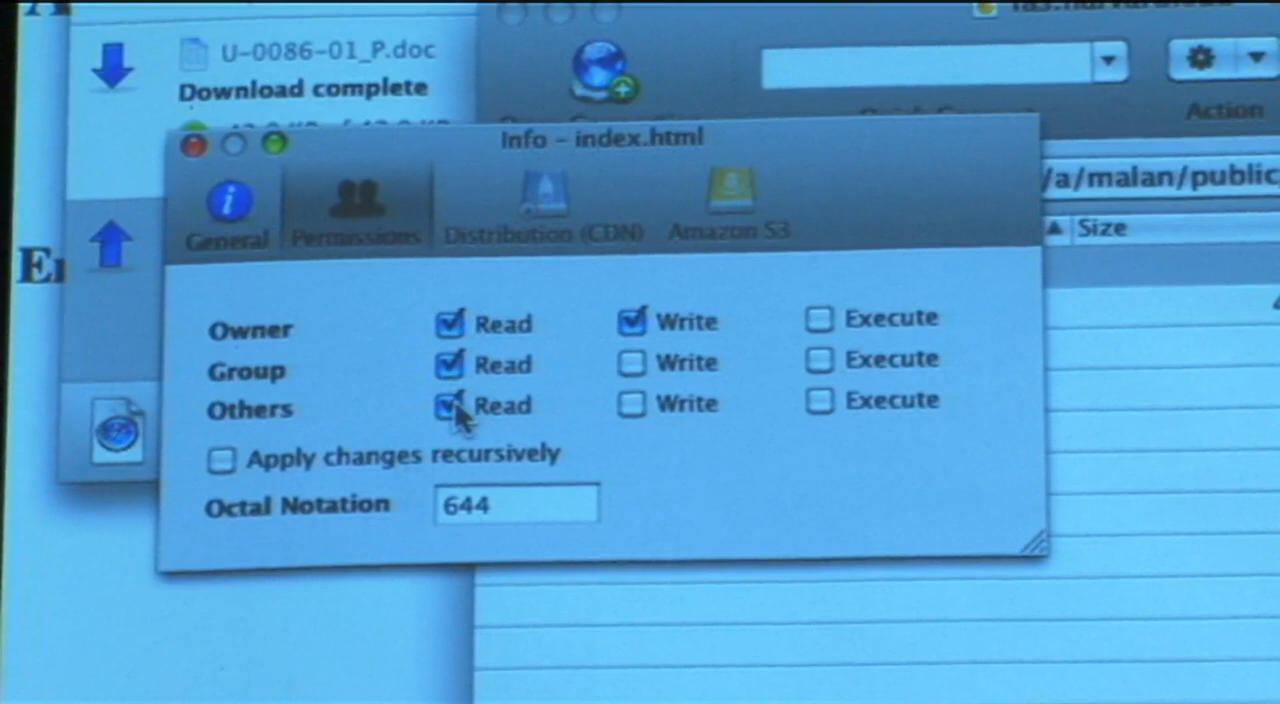 U-0086-01_P.doc
Download complete
Action
Info - index.html
General Permissions Distribution (CDN) Amazon S3
/a/malan/public
Size
Owner Read Write Execute
Group Read Write Execute
Others Read Write Execute
Apply changes recursively
Octal Notation 644